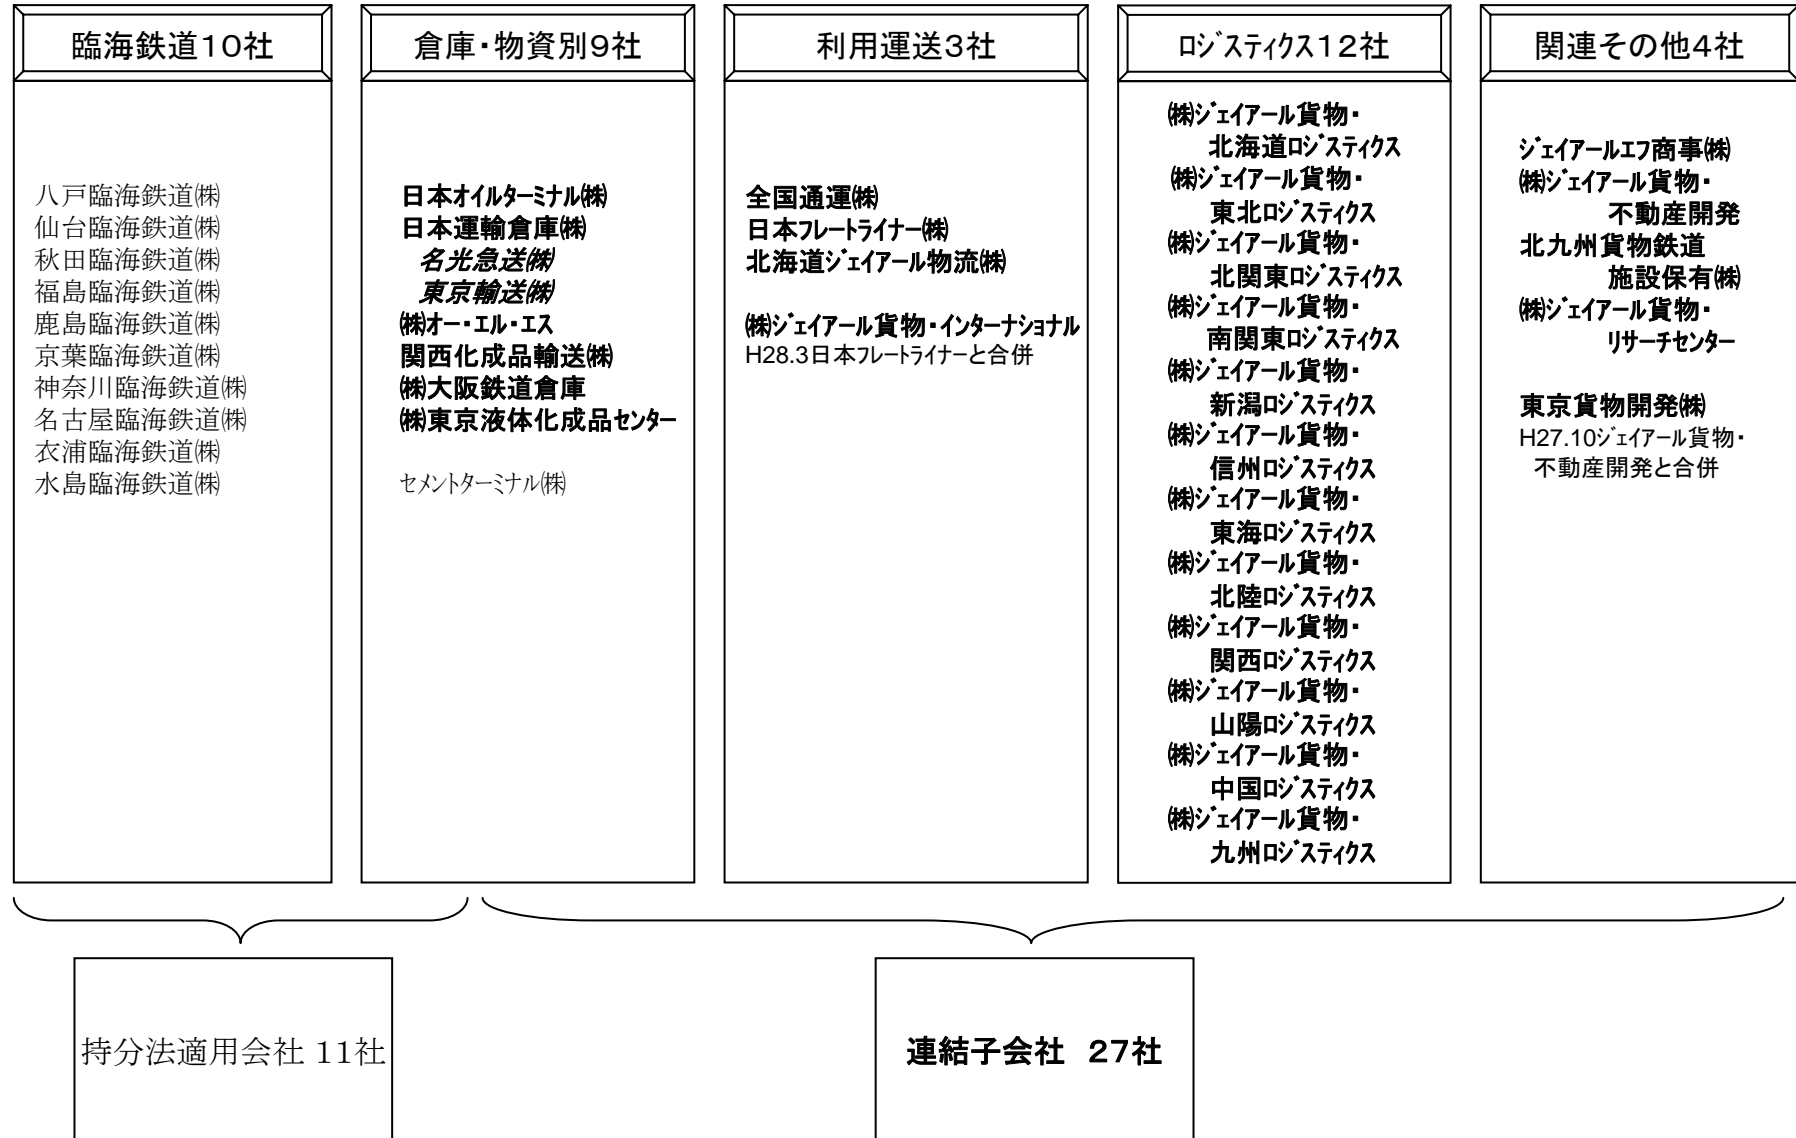 臨海鉄道10社
八戸臨海鉄道㈱
仙台臨海鉄道㈱
秋田臨海鉄道㈱
福島臨海鉄道㈱
鹿島臨海鉄道㈱
京葉臨海鉄道㈱
神奈川臨海鉄道㈱
名古屋臨海鉄道㈱
衣浦臨海鉄道㈱
水島臨海鉄道㈱
倉庫・物資別9社
日本オイルターミナル㈱
日本運輸倉庫㈱
名光急送㈱
東京輸送㈱
㈱オー・エル・エス
関西化成品輸送㈱
㈱大阪鉄道倉庫
㈱東京液体化成品センター
セメントターミナル㈱
利用運送3社
全国通運㈱
日本フレートライナー㈱
北海道ジェイアール物流㈱
㈱ジェイアール貨物・インターナショナル
H28.3日本フレートライナーと合併
ロジスティクス12社
㈱ジェイアール貨物・
北海道ロジスティクス
㈱ジェイアール貨物・
東北ロジスティクス
㈱ジェイアール貨物・
北関東ロジスティクス
㈱ジェイアール貨物・
南関東ロジスティクス
㈱ジェイアール貨物・
新潟ロジスティクス
㈱ジェイアール貨物・
信州ロジスティクス
㈱ジェイアール貨物・
東海ロジスティクス
㈱ジェイアール貨物・
北陸ロジスティクス
㈱ジェイアール貨物・
関西ロジスティクス
㈱ジェイアール貨物・
山陽ロジスティクス
㈱ジェイアール貨物・
中国ロジスティクス
㈱ジェイアール貨物・
九州ロジスティクス
関連その他4社
ジェイアールエフ商事㈱
㈱ジェイアール貨物・
不動産開発
北九州貨物鉄道
施設保有㈱
㈱ジェイアール貨物・
リサーチセンター
東京貨物開発㈱
H27.10ジェイアール貨物・
不動産開発と合併
持分法適用会社 11社
連結子会社 27社